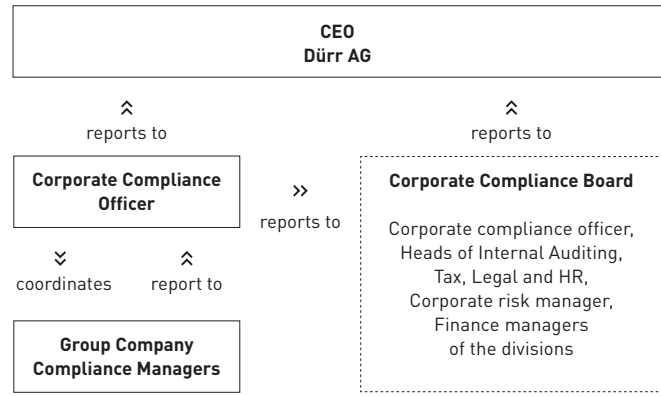 CEO
Dürr AG
reports to
reports to
Corporate Compliance
Officer
reports to
Corporate Compliance Board
Corporate compliance officer,
Heads of Internal Auditing,
Tax, Legal and HR,
Corporate risk manager,
Finance managers
of the divisions
coordinates
report to
Group Company
Compliance Managers